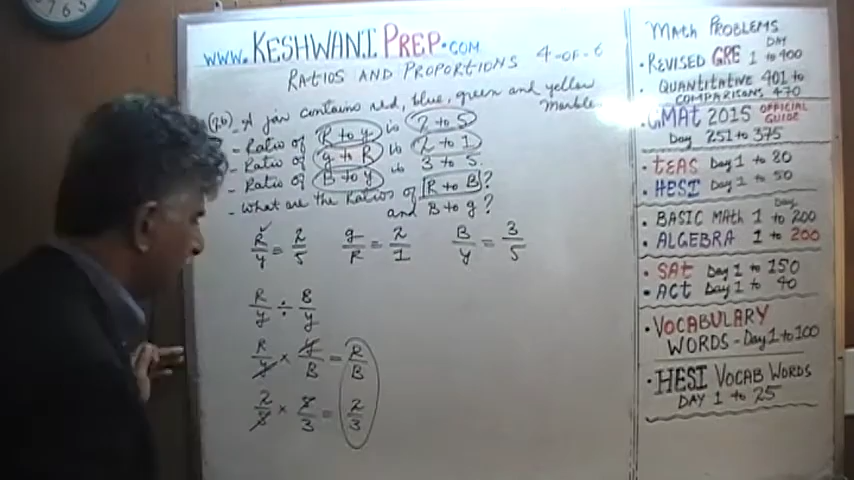 www.KESHWANIPREP.COM
RATIOS AND PROPORTIONS 4-OF-6
A jar contains red, blue, green and yellow
marble.
- Ratio of R to y is 2 to 5
- Ratio of g to R is 2 to 1
- Ratio of B to y is 3 to 5.
- What are the Ratios of R to B?
and B to g?
R/y = 2/5 g/R = 2/1 B/y = 3/5
R/y ÷ B/y
R/y × y/B = R/B
2/5 × 5/3 = 2/3
MATH PROBLEMS
DAY
• REVISED GRE 1 to 400
• QUANTITATIVE 401 to
COMPARISONS 470
• GMAT 2015 OFFICIAL
GUIDE
Day 251 to 375
• TEAS Day 1 to 80
• HESI Day 1 to 50
Day
• BASIC MATH 1 to 200
• ALGEBRA 1 to 200
• SAT Day 1 to 150
• ACT Day 1 to 40
• VOCABULARY
WORDS - Day 1 to 100
• HESI VOCAB WORDS
DAY 1 to 25
7 6 5